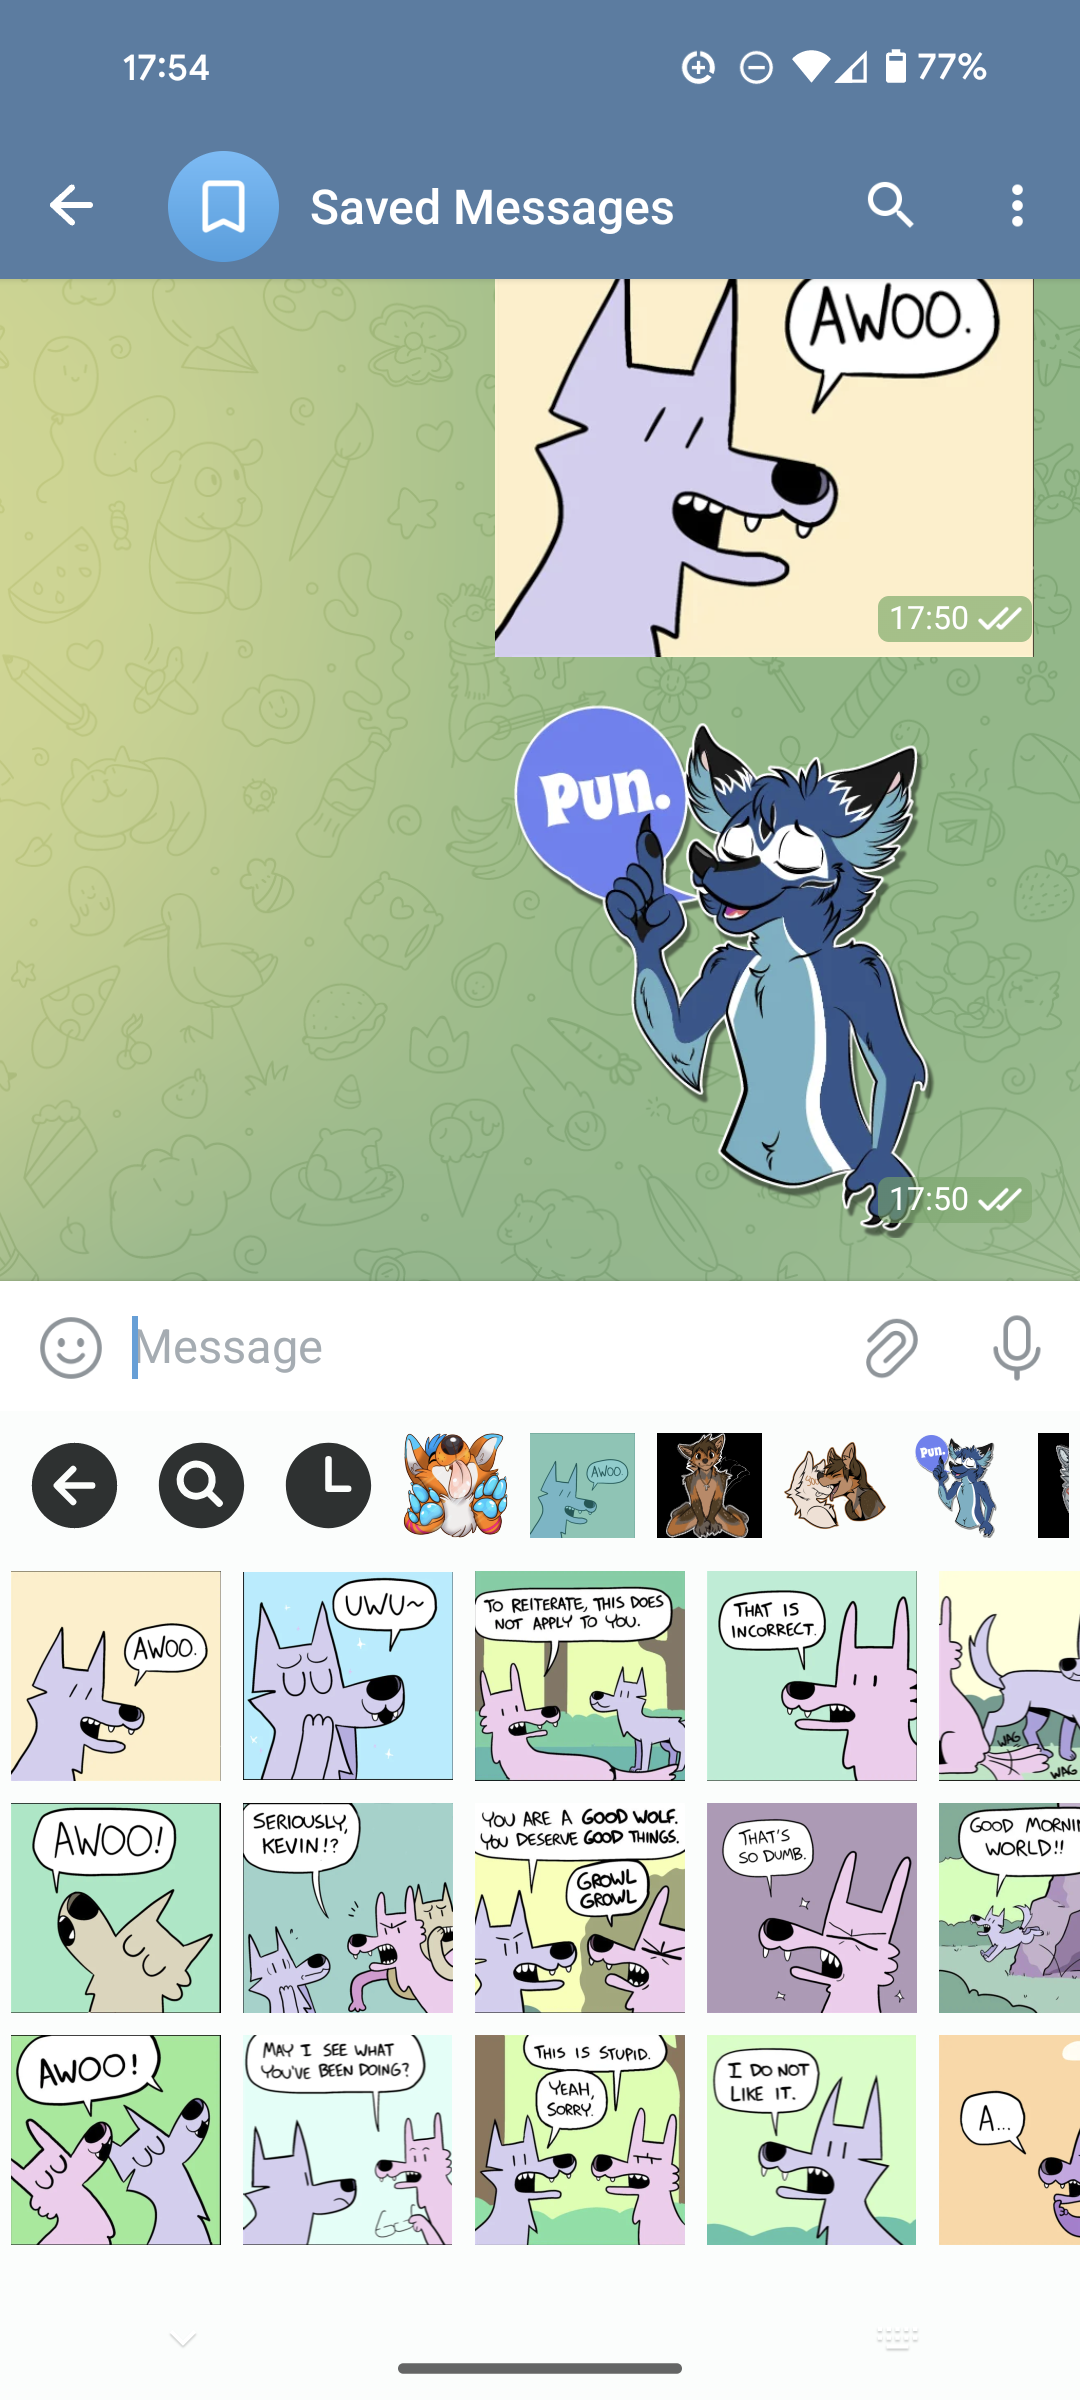 17:54
77%
Saved Messages
AWOO.
17:50
Pun.
17:50
Message
AWOO.
Pun.
AWOO.
UWU~
TO REITERATE, THIS DOES
NOT APPLY TO YOU.
THAT IS
INCORRECT.
WAG
WAG
AWOO!
SERIOUSLY,
KEVIN!?
YOU ARE A GOOD WOLF.
YOU DESERVE GOOD THINGS.
GROWL
GROWL
THAT'S
SO DUMB.
GOOD MORNIN
WORLD!!
AWOO!
MAY I SEE WHAT
YOU'VE BEEN DOING?
THIS IS STUPID.
YEAH,
SORRY.
I DO NOT
LIKE IT.
A...